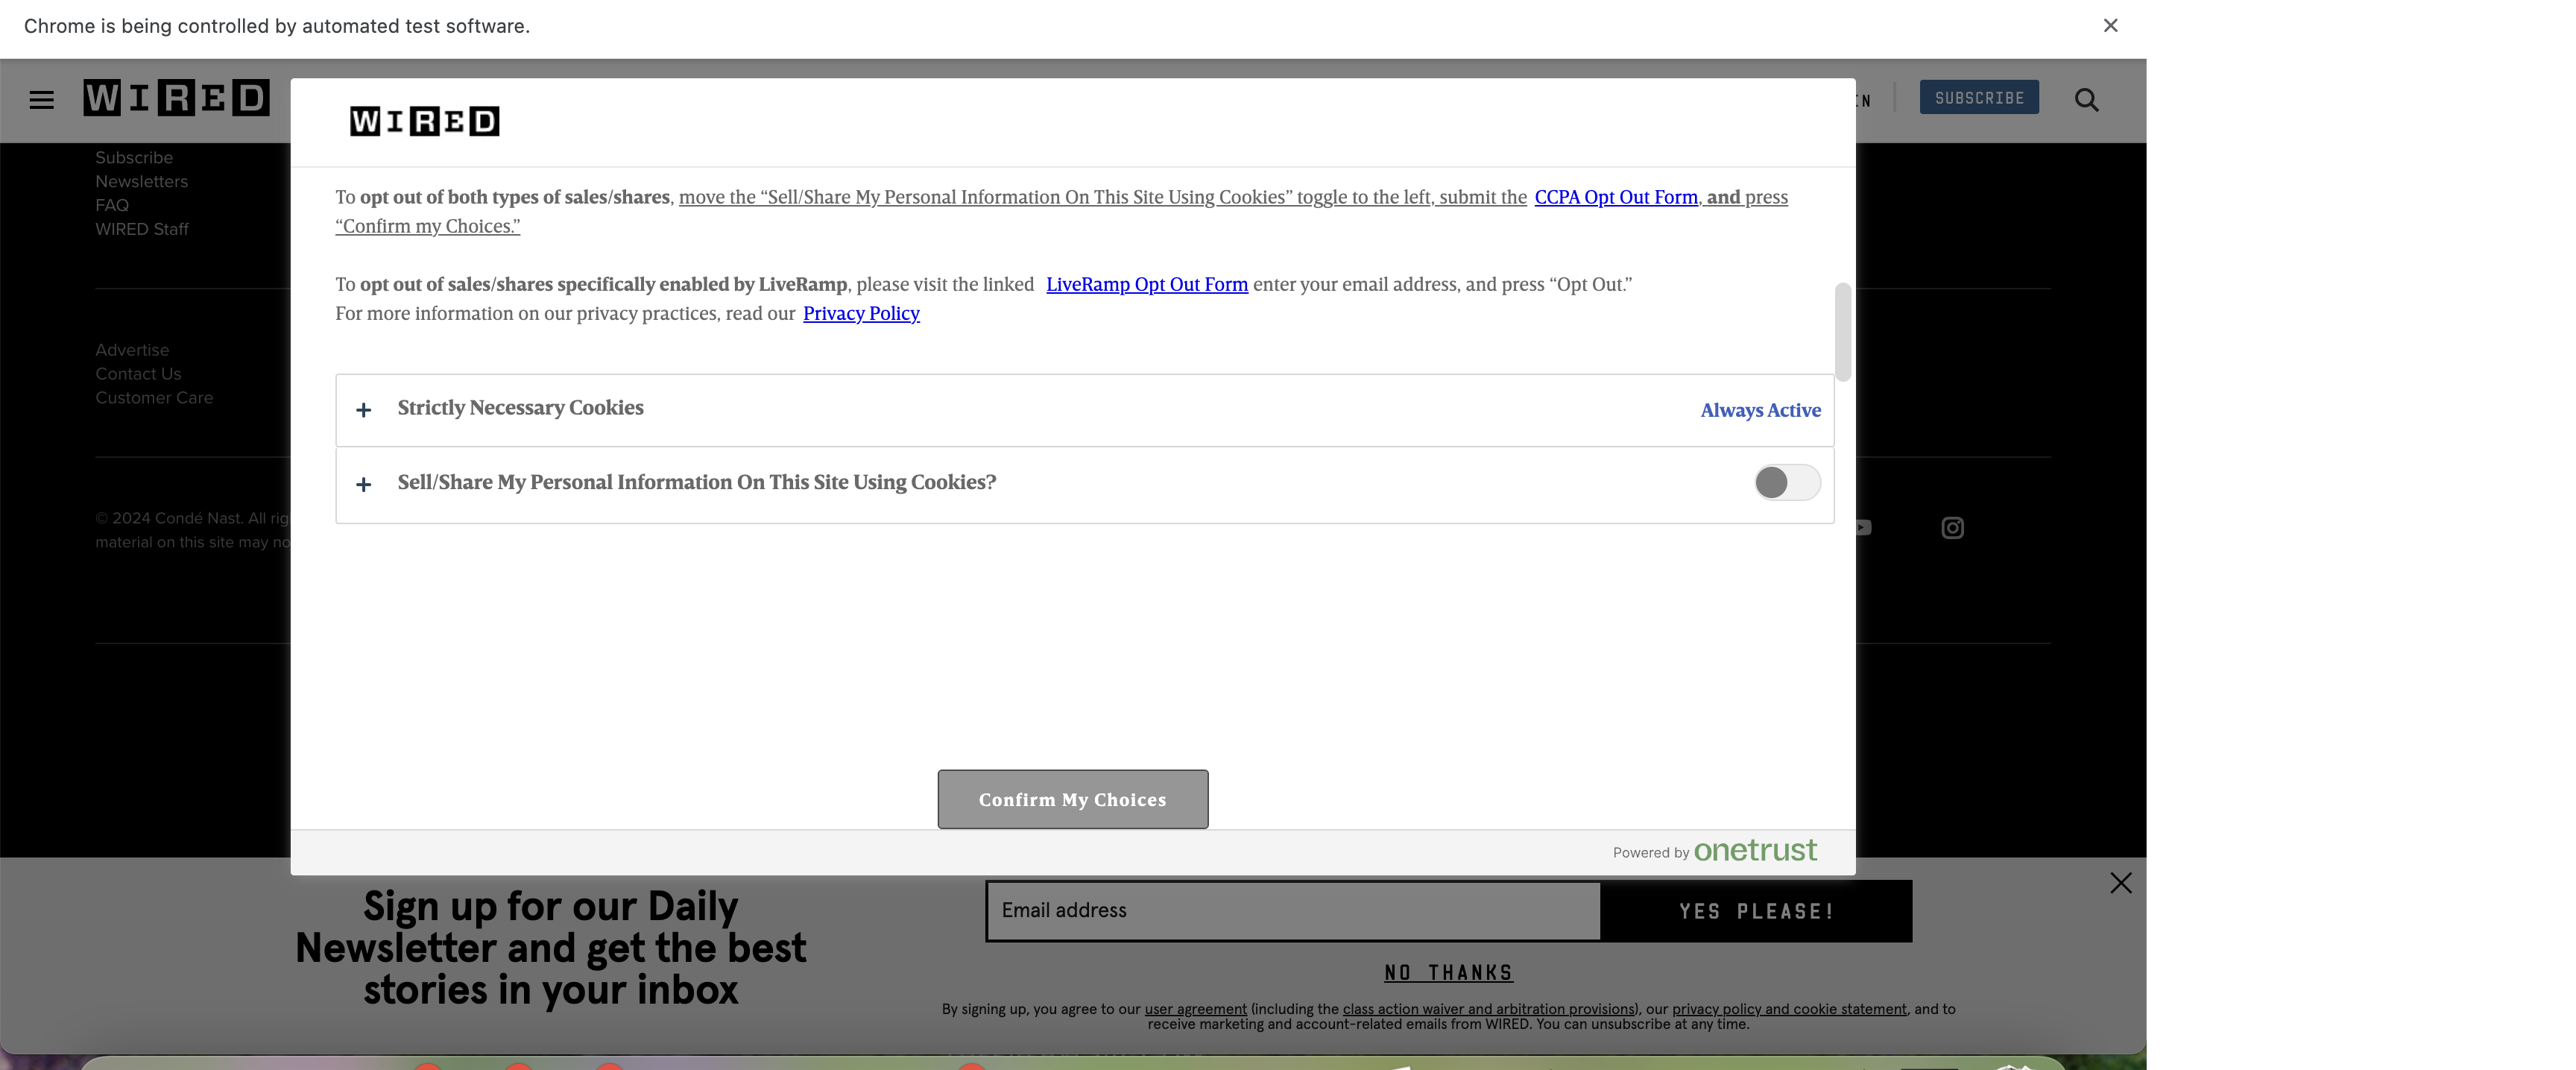 Chrome is being controlled by automated test software.
WIRED
SUBSCRIBE
WIRED
Subscribe
Newsletters
FAQ
WIRED Staff
To opt out of both types of sales/shares, move the “Sell/Share My Personal Information On This Site Using Cookies” toggle to the left, submit the CCPA Opt Out Form, and press
“Confirm my Choices.”
To opt out of sales/shares specifically enabled by LiveRamp, please visit the linked LiveRamp Opt Out Form enter your email address, and press “Opt Out.”
For more information on our privacy practices, read our Privacy Policy
Advertise
Contact Us
Customer Care
Strictly Necessary Cookies
Always Active
Sell/Share My Personal Information On This Site Using Cookies?
© 2024 Condé Nast. All
material on this site may
Confirm My Choices
Powered by onetrust
Sign up for our Daily
Newsletter and get the best
stories in your inbox
Email address
YES PLEASE!
NO THANKS
By signing up, you agree to our user agreement (including the class action waiver and arbitration provisions), our privacy policy and cookie statement, and to
receive marketing and account-related emails from WIRED. You can unsubscribe at any time.